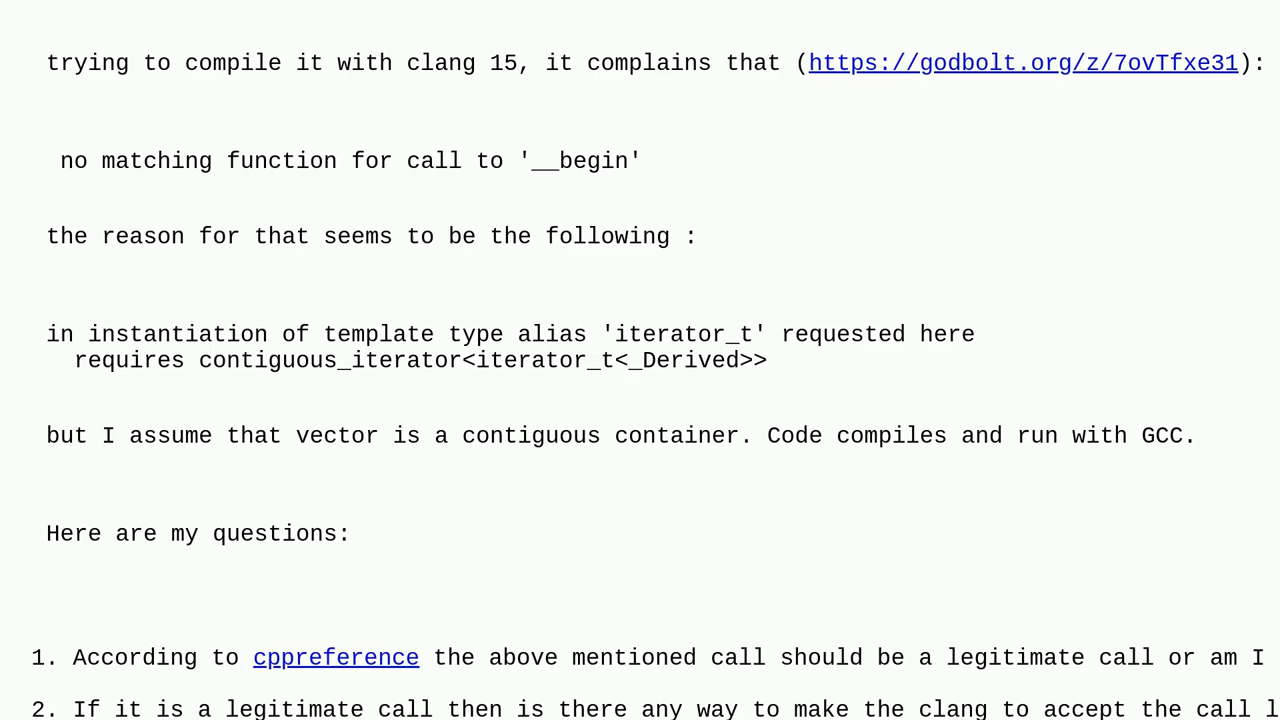 trying to compile it with clang 15, it complains that (https://godbolt.org/z/7ovTfxe31):
no matching function for call to '__begin'
the reason for that seems to be the following :
in instantiation of template type alias 'iterator_t' requested here
requires contiguous_iterator<iterator_t<_Derived>>
but I assume that vector is a contiguous container. Code compiles and run with GCC.
Here are my questions:
1. According to cppreference the above mentioned call should be a legitimate call or am I
2. If it is a legitimate call then is there any way to make the clang to accept the call